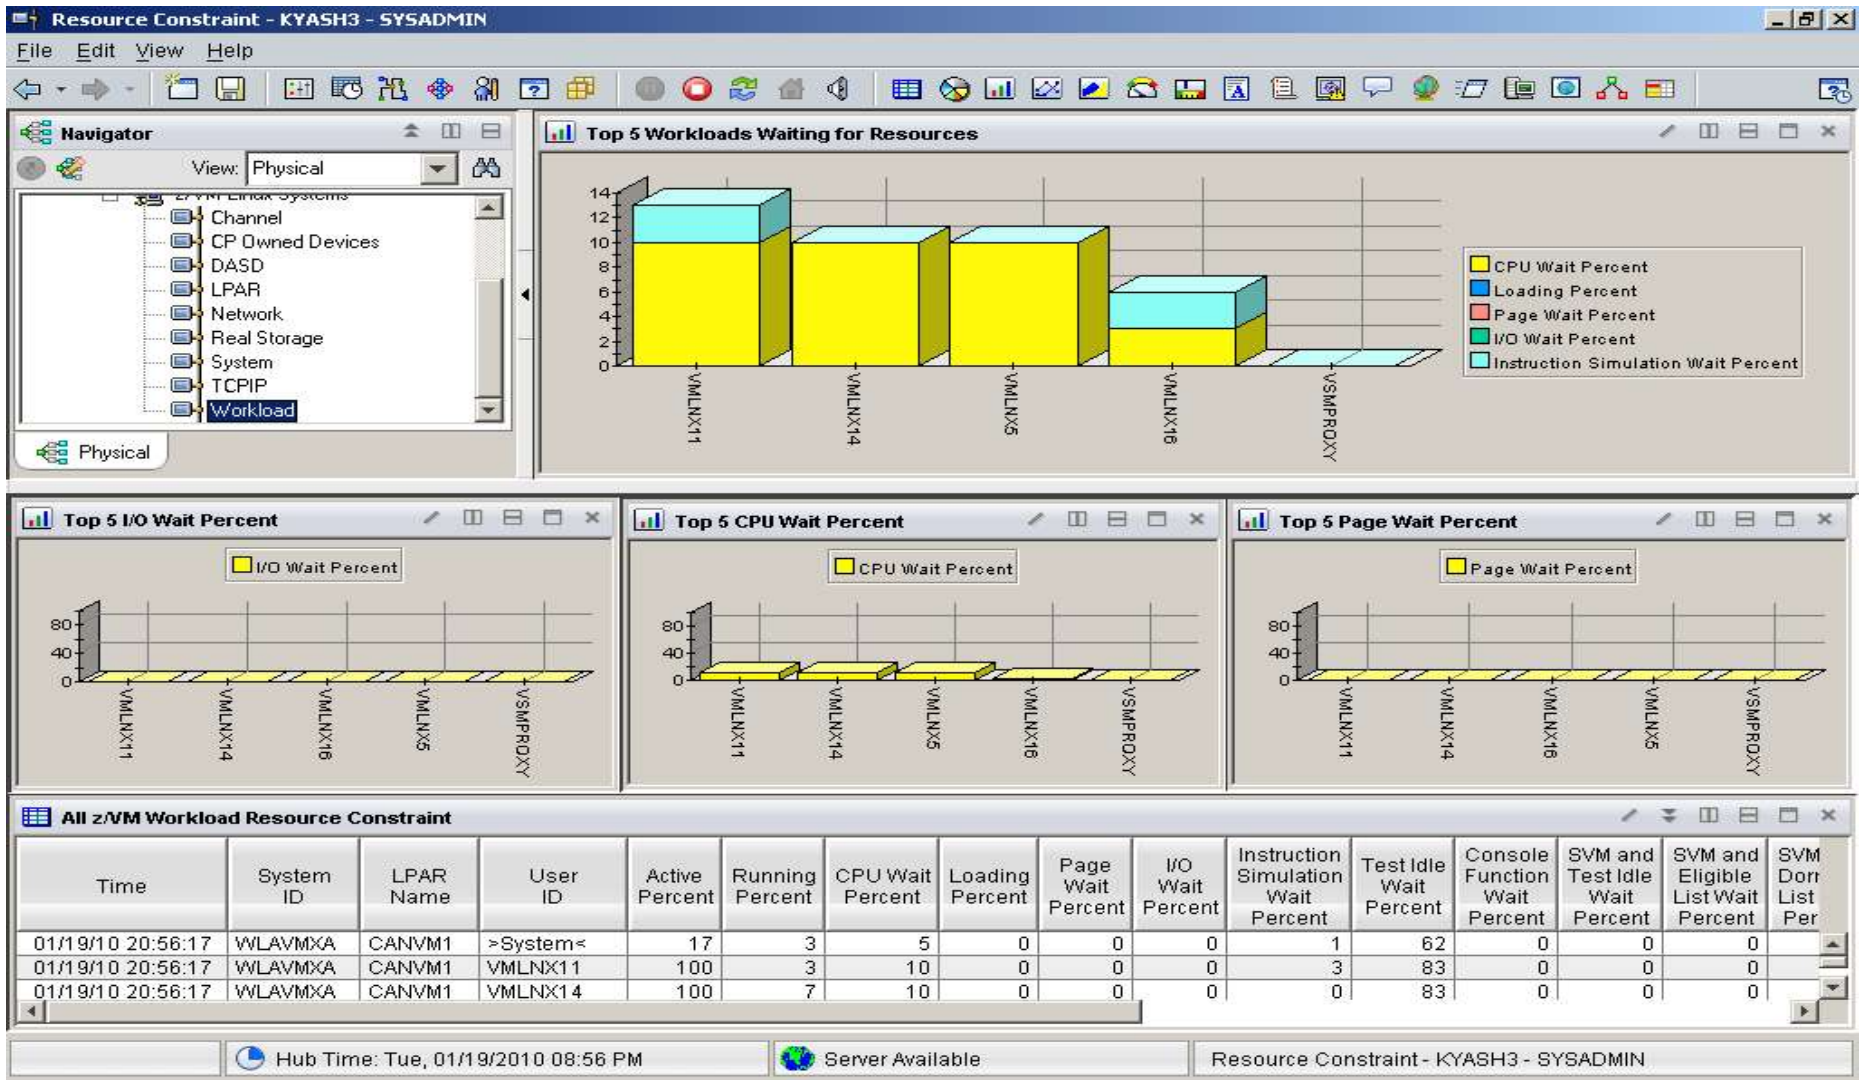 Resource Constraint - KYASH3 - SYSADMIN
File Edit View Help
Navigator
View: Physical
z/VM Linux Systems
Channel
CP Owned Devices
DASD
LPAR
Network
Real Storage
System
TCPIP
Workload
Physical
Top 5 Workloads Waiting for Resources
14
12
10
8
6
4
2
0
VMLNX11
VMLNX14
VMLNX5
VMLNX16
VSMPROXY
CPU Wait Percent
Loading Percent
Page Wait Percent
I/O Wait Percent
Instruction Simulation Wait Percent
Top 5 I/O Wait Percent
I/O Wait Percent
80
40
0
VMLNX11
VMLNX14
VMLNX16
VMLNX5
VSMPROXY
Top 5 CPU Wait Percent
CPU Wait Percent
80
40
0
VMLNX11
VMLNX14
VMLNX5
VMLNX16
VSMPROXY
Top 5 Page Wait Percent
Page Wait Percent
80
40
0
VMLNX11
VMLNX14
VMLNX16
VMLNX5
VSMPROXY
All z/VM Workload Resource Constraint
Time
System ID
LPAR Name
User ID
Active Percent
Running Percent
CPU Wait Percent
Loading Percent
Page Wait Percent
I/O Wait Percent
Instruction Simulation Wait Percent
Test Idle Wait Percent
Console Function Wait Percent
SVM and Test Idle Wait Percent
SVM and Eligible List Wait Percent
SVM Dorr List Per
01/19/10 20:56:17 WLAVMXA CANVM1 >System< 17 3 5 0 0 0 1 62 0 0 0
01/19/10 20:56:17 WLAVMXA CANVM1 VMLNX11 100 3 10 0 0 0 3 83 0 0 0
01/19/10 20:56:17 WLAVMXA CANVM1 VMLNX14 100 7 10 0 0 0 0 83 0 0 0
Hub Time: Tue, 01/19/2010 08:56 PM
Server Available
Resource Constraint - KYASH3 - SYSADMIN